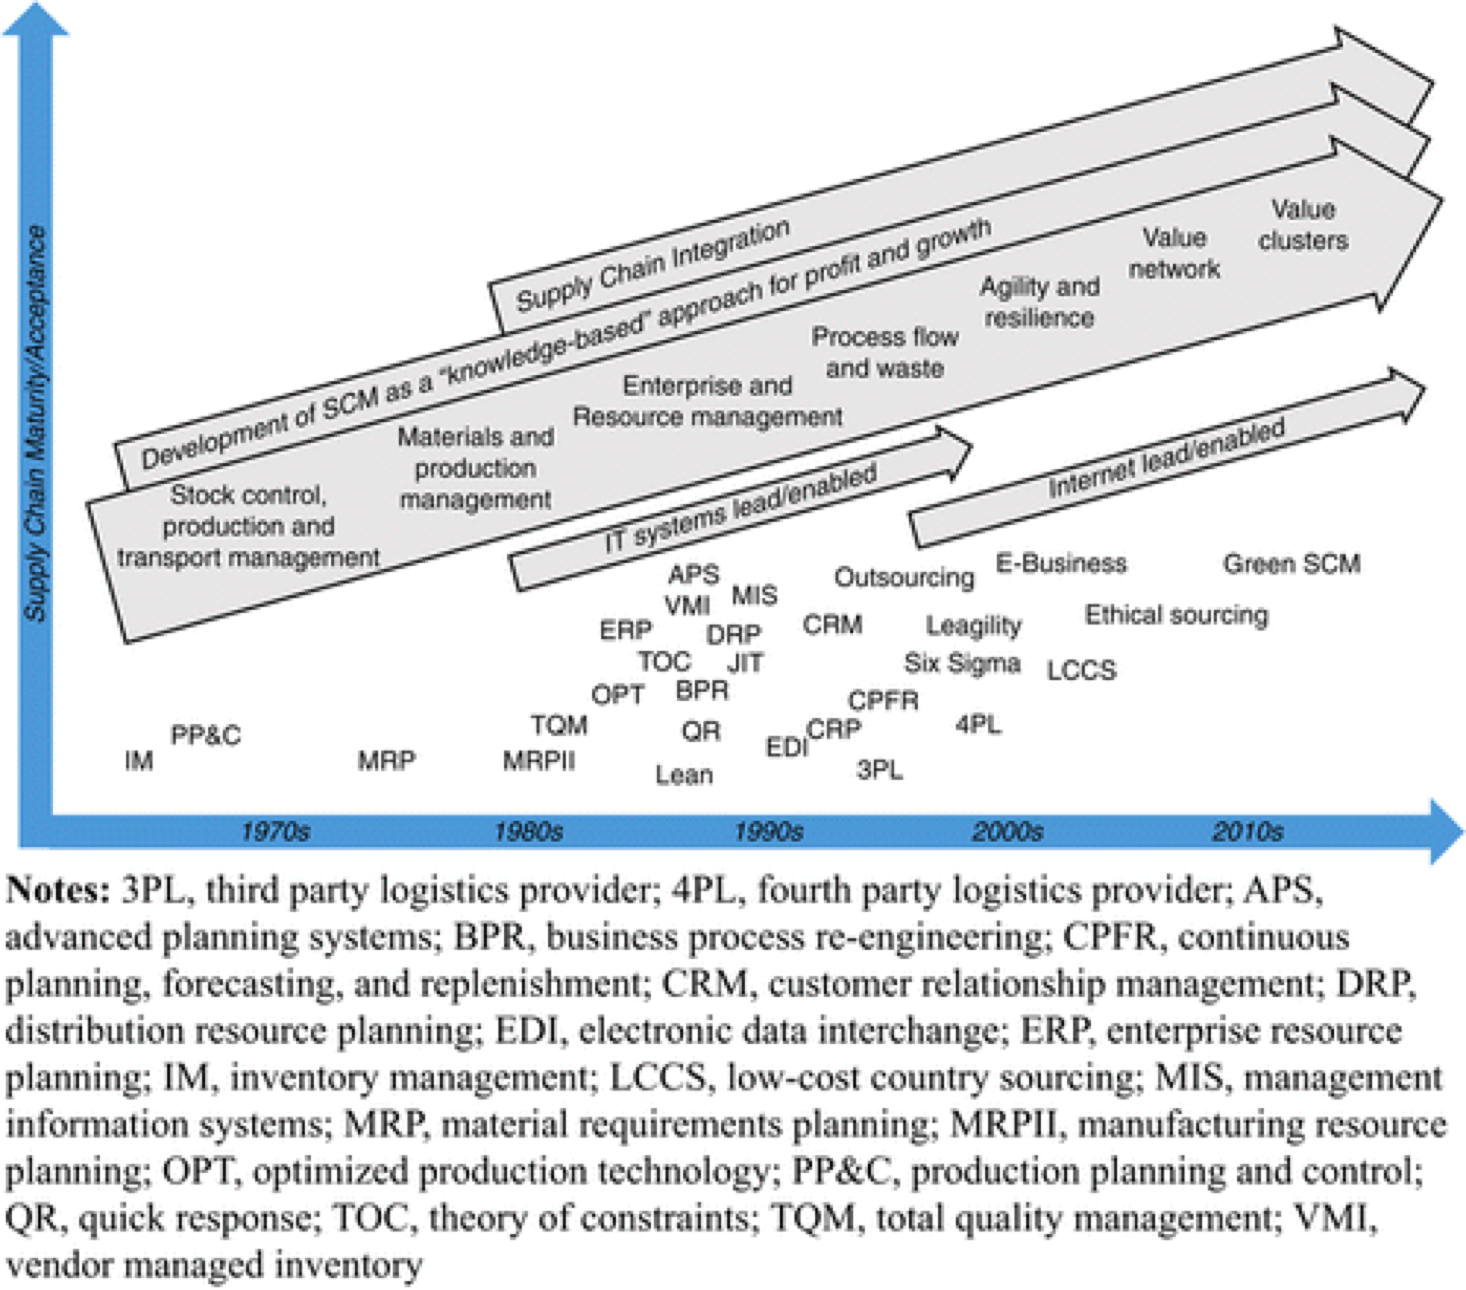 Supply Chain Maturity/Acceptance
Supply Chain Integration
Development of SCM as a “knowledge-based” approach for profit and growth
Stock control,
production and
transport management
Materials and
production
management
Enterprise and
Resource management
Process flow
and waste
Agility and
resilience
Value
network
Value
clusters
IT systems lead/enabled
Internet lead/enabled
IM
PP&C
MRP
MRPII
TQM
OPT
ERP
TOC
APS
VMI
MIS
DRP
JIT
BPR
QR
Lean
EDI
CRP
3PL
CPFR
CRM
Outsourcing
Leagility
Six Sigma
4PL
E-Business
LCCS
Ethical sourcing
Green SCM
1970s
1980s
1990s
2000s
2010s
Notes: 3PL, third party logistics provider; 4PL, fourth party logistics provider; APS,
advanced planning systems; BPR, business process re-engineering; CPFR, continuous
planning, forecasting, and replenishment; CRM, customer relationship management; DRP,
distribution resource planning; EDI, electronic data interchange; ERP, enterprise resource
planning; IM, inventory management; LCCS, low-cost country sourcing; MIS, management
information systems; MRP, material requirements planning; MRPII, manufacturing resource
planning; OPT, optimized production technology; PP&C, production planning and control;
QR, quick response; TOC, theory of constraints; TQM, total quality management; VMI,
vendor managed inventory